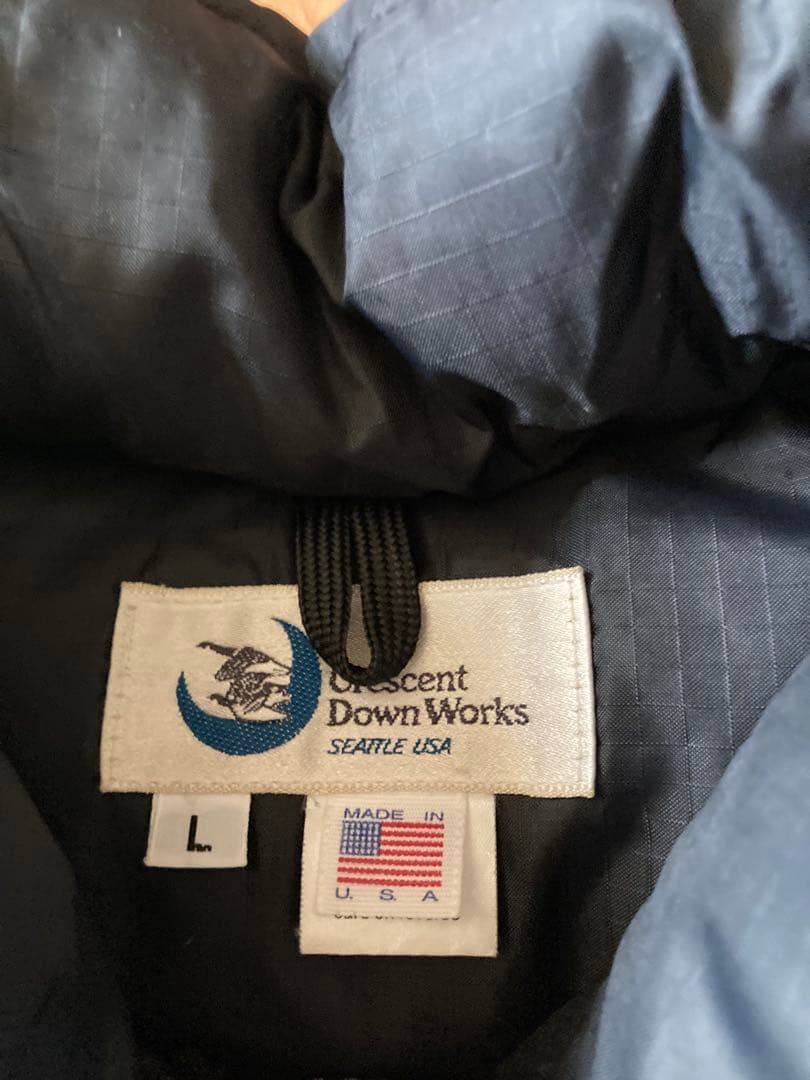 Crescent
Down Works
SEATTLE USA
L
MADE IN
U. S. A